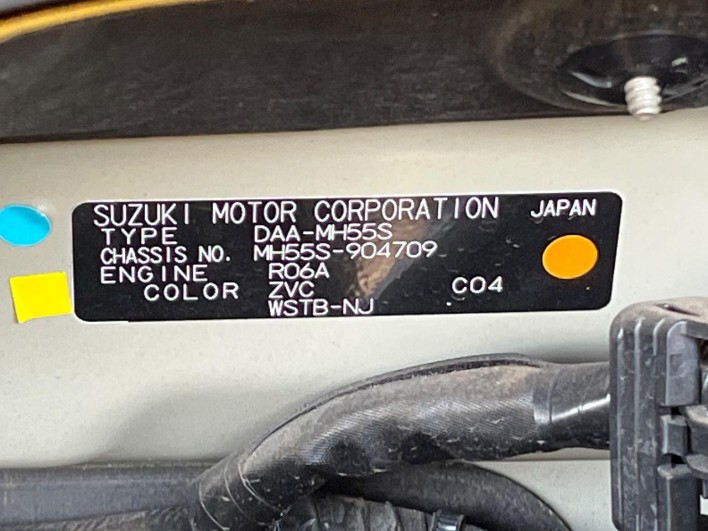 SUZUKI MOTOR CORPORATION JAPAN
TYPE DAA-MH55S
CHASSIS NO. MH55S-904709
ENGINE R06A
COLOR ZVC C04
WSTB-NJ